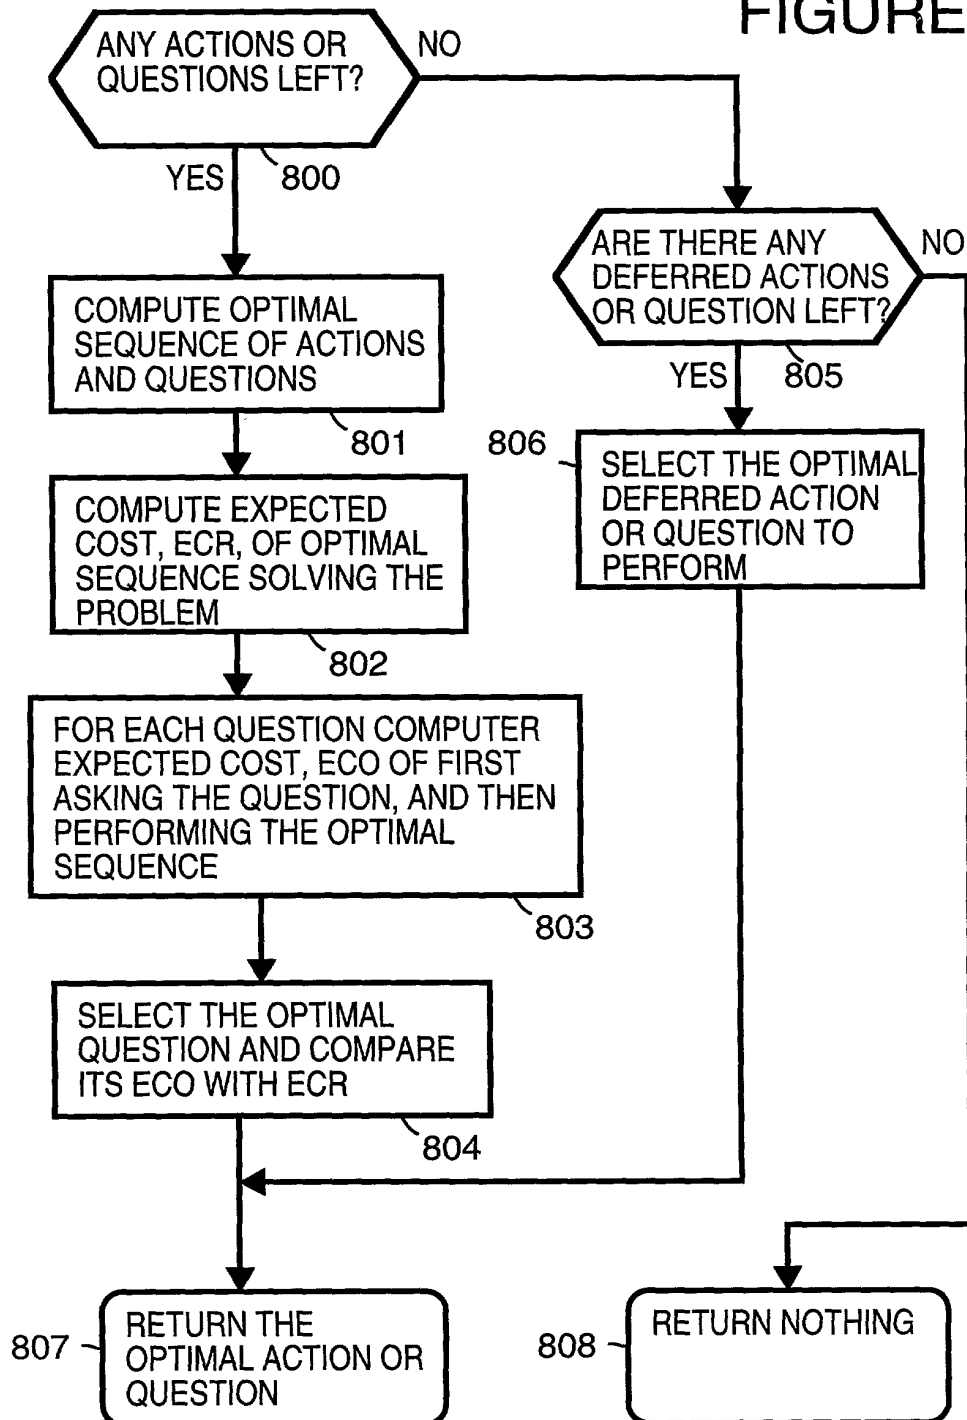 FIGURE
ANY ACTIONS OR
QUESTIONS LEFT?
NO
YES
800
ARE THERE ANY
DEFERRED ACTIONS
OR QUESTION LEFT?
NO
YES
805
COMPUTE OPTIMAL
SEQUENCE OF ACTIONS
AND QUESTIONS
801
806
SELECT THE OPTIMAL
DEFERRED ACTION
OR QUESTION TO
PERFORM
COMPUTE EXPECTED
COST, ECR, OF OPTIMAL
SEQUENCE SOLVING THE
PROBLEM
802
FOR EACH QUESTION COMPUTER
EXPECTED COST, ECO OF FIRST
ASKING THE QUESTION, AND THEN
PERFORMING THE OPTIMAL
SEQUENCE
803
SELECT THE OPTIMAL
QUESTION AND COMPARE
ITS ECO WITH ECR
804
807
RETURN THE
OPTIMAL ACTION OR
QUESTION
808
RETURN NOTHING